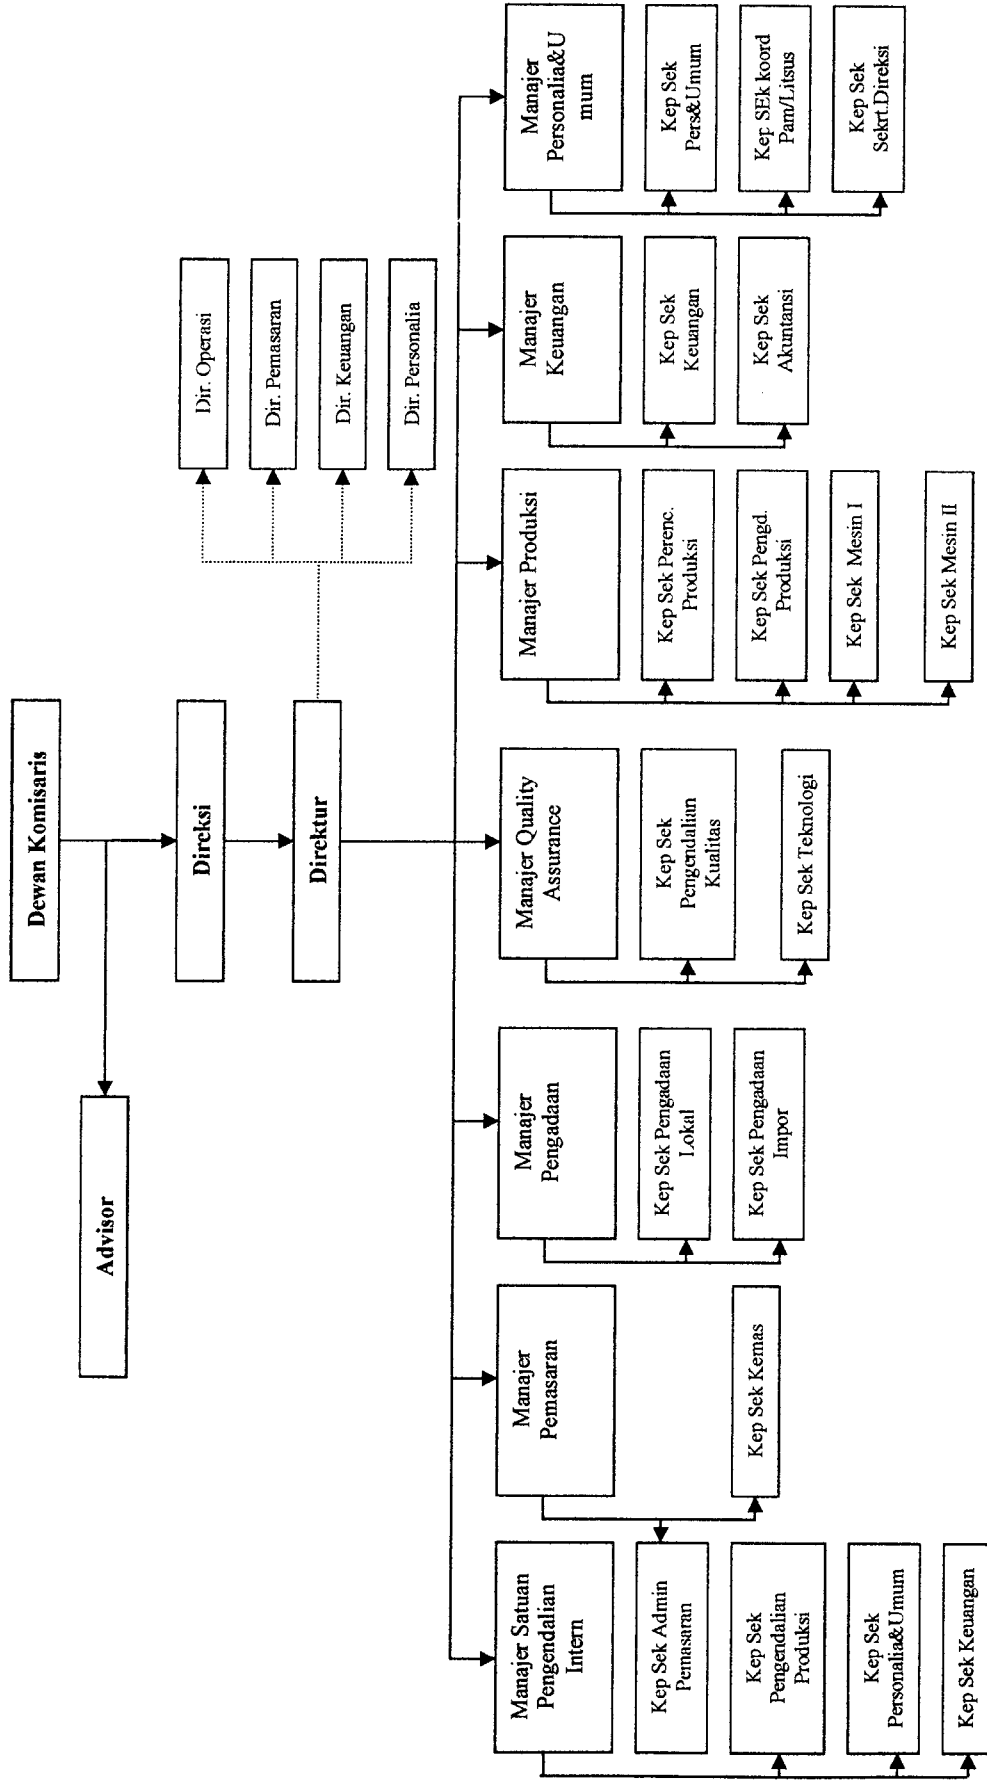 Dewan Komisaris
Advisor
Direksi
Direktur
Dir. Operasi
Dir. Pemasaran
Dir. Keuangan
Dir. Personalia
Manajer Satuan
Pengendalian
Intern
Kep Sek Admin
Pemasaran
Kep Sek
Pengendalian
Produksi
Kep Sek
Personalia&Umum
Kep Sek Keuangan
Manajer
Pemasaran
Kep Sek Kemas
Manajer
Pengadaan
Kep Sek Pengadaan
Lokal
Kep Sek Pengadaan
Impor
Manajer Quality
Assurance
Kep Sek
Pengendalian
Kualitas
Kep Sek Teknologi
Manajer Produksi
Kep Sek Perenc.
Produksi
Kep Sek Pengd.
Produksi
Kep Sek Mesin I
Kep Sek Mesin II
Manajer
Keuangan
Kep Sek
Keuangan
Kep Sek
Akuntansi
Manajer
Personalia&U
mum
Kep Sek
Pers&Umum
Kep SEk koord
Pam/Litsus
Kep Sek
Sekrt.Direksi